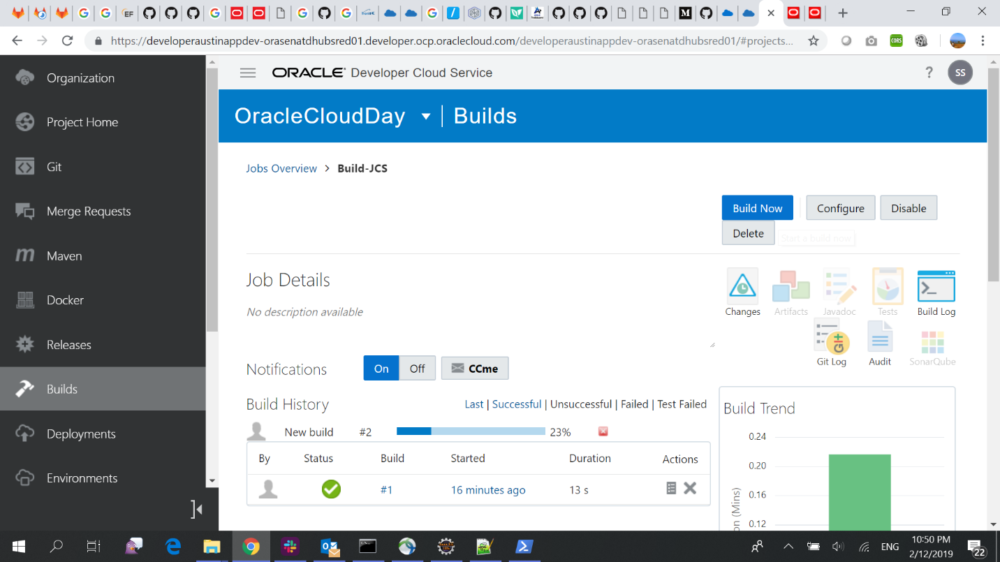 EF
M
https://developeraustinappdev-orasenatdhubsred01.developer.ocp.oraclecloud.com/developeraustinappdev-orasenatdhubsred01/#projects...
CORS
Organization
Project Home
Git
Merge Requests
Maven
Docker
Releases
Builds
Deployments
Environments
ORACLE® Developer Cloud Service
?
SS
OracleCloudDay | Builds
Jobs Overview > Build-JCS
Build Now
Configure
Disable
Delete
Start a build now
Job Details
No description available
Changes
Artifacts
Javadoc
Tests
Build Log
Git Log
Audit
SonarQube
Notifications
On
Off
CCme
Build History
Last | Successful | Unsuccessful | Failed | Test Failed
New build #2 23%
By Status Build Started Duration Actions
#1 16 minutes ago 13 s
Build Trend
0.24
0.20
0.16
0.12
(Mins)
ENG
10:50 PM
2/12/2019
22